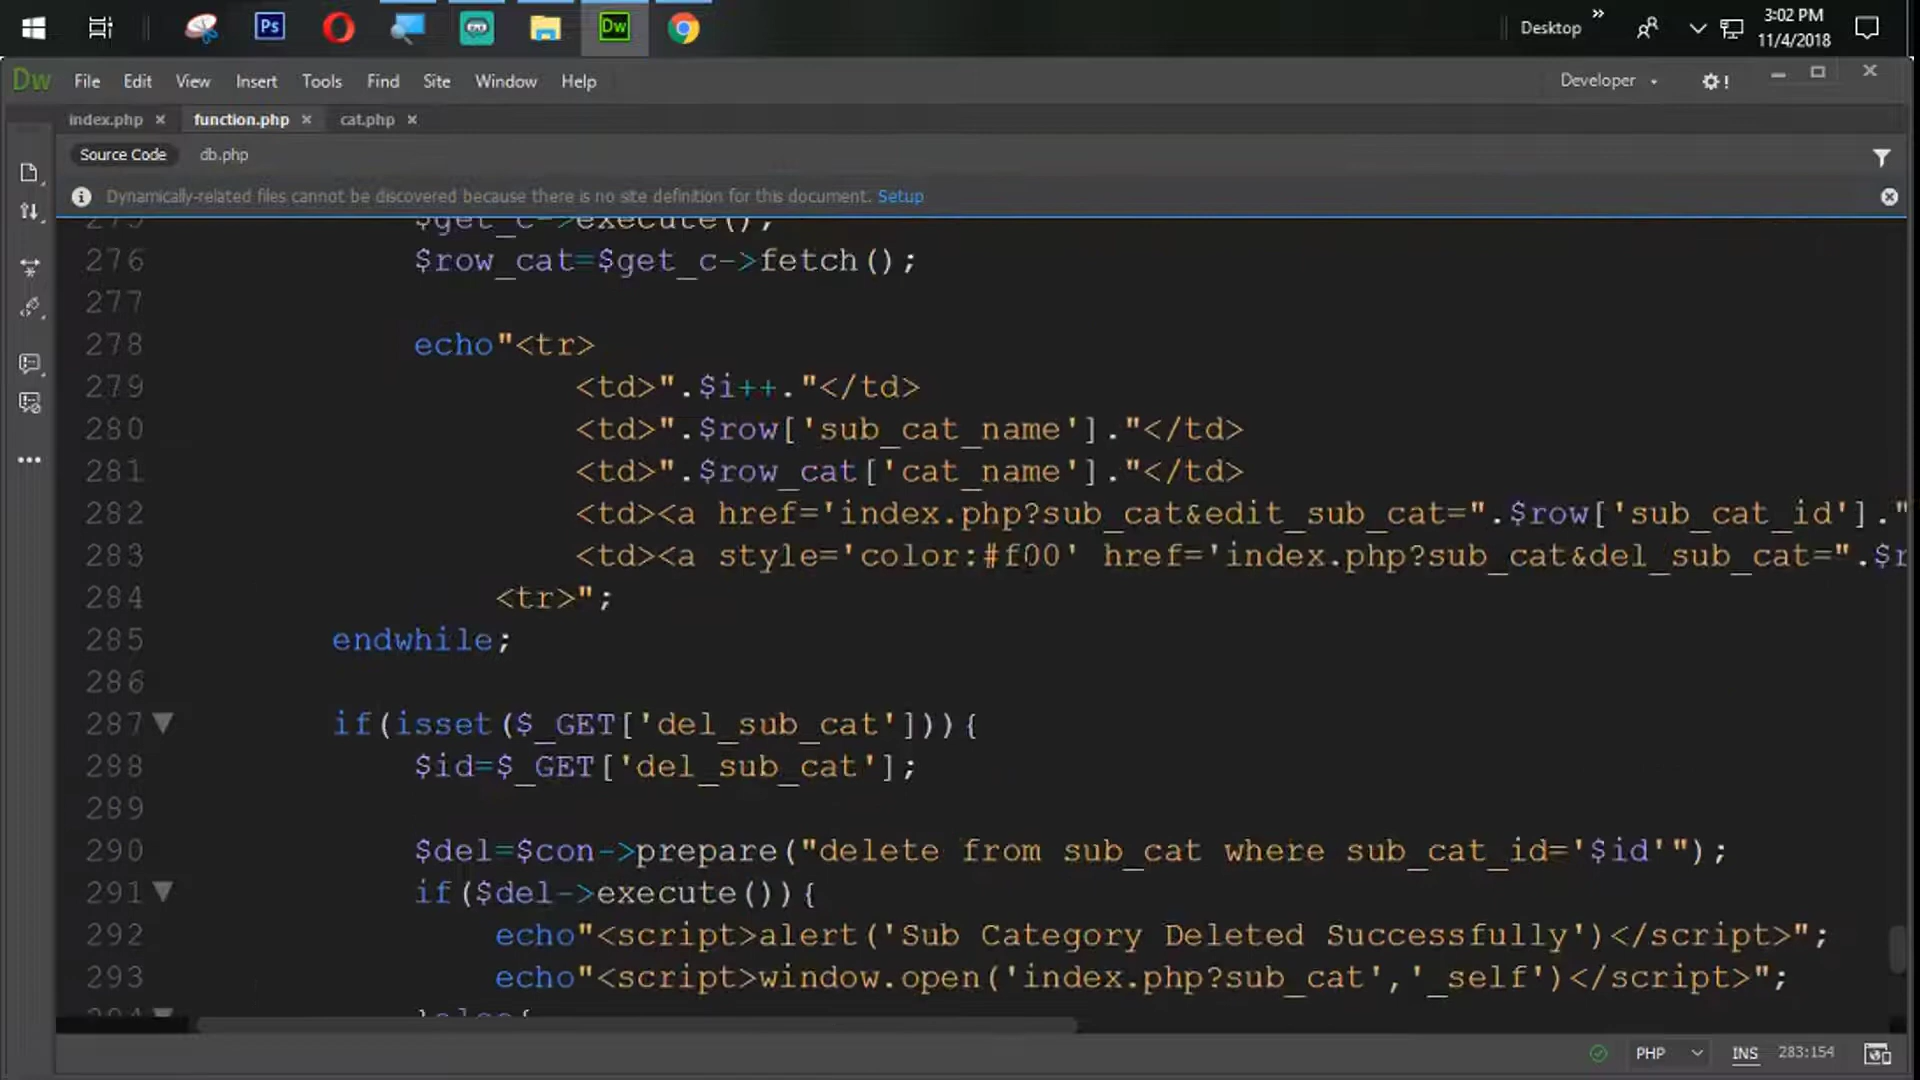 Ps
Dw
Desktop
»
3:02 PM
11/4/2018
Dw File Edit View Insert Tools Find Site Window Help
Developer
index.php × function.php × cat.php ×
Source Code db.php
Dynamically-related files cannot be discovered because there is no site definition for this document. Setup
275 $get_c->execute();
276 $row_cat=$get_c->fetch();
277
278 echo"<tr>
279 <td>".$i++."</td>
280 <td>".$row['sub_cat_name']."</td>
281 <td>".$row_cat['cat_name']."</td>
282 <td><a href='index.php?sub_cat&edit_sub_cat=".$row['sub_cat_id']."
283 <td><a style='color:#f00' href='index.php?sub_cat&del_sub_cat=".$r
284 <tr>";
285 endwhile;
286
287 if(isset($_GET['del_sub_cat'])){
288 $id=$_GET['del_sub_cat'];
289
290 $del=$con->prepare("delete from sub_cat where sub_cat_id='$id'");
291 if($del->execute()){
292 echo"<script>alert('Sub Category Deleted Successfully')</script>";
293 echo"<script>window.open('index.php?sub_cat','_self')</script>";
294 }else{
PHP INS 283:154